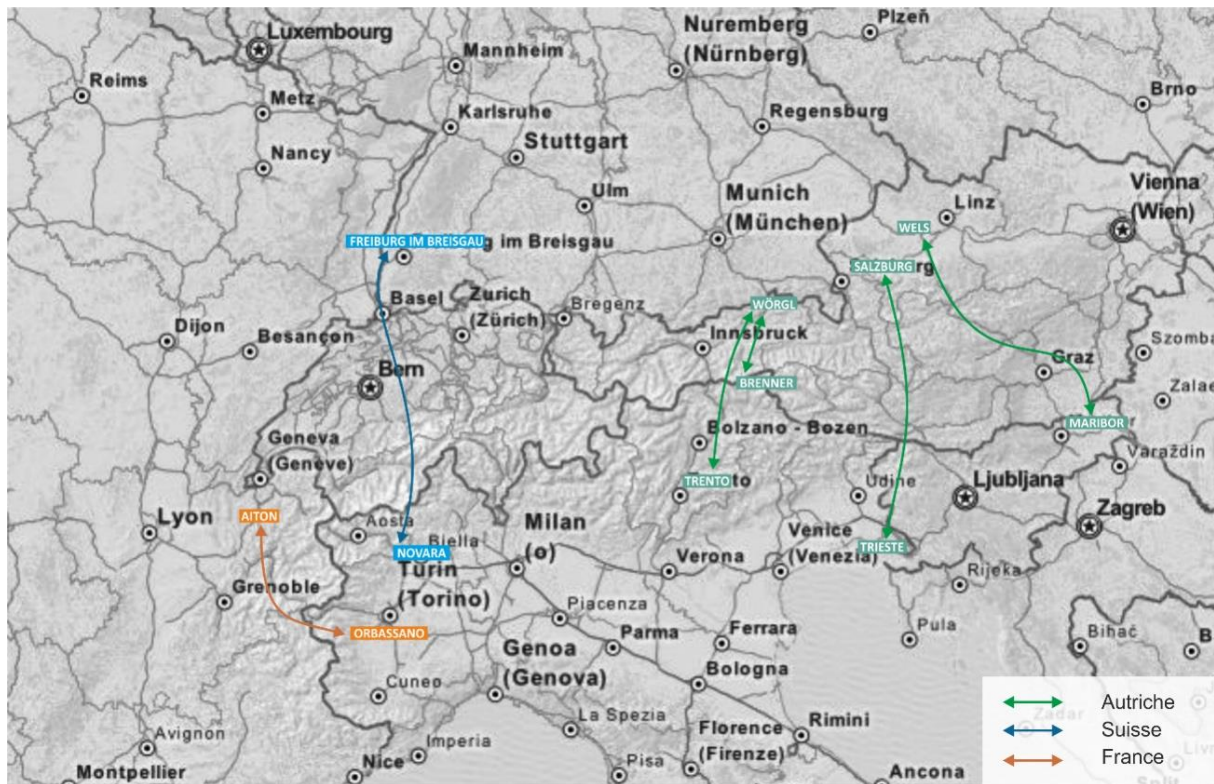 Luxembourg
Reims
Metz
Nancy
Mannheim
Karlsruhe
Stuttgart
Ulm
Nuremberg
(Nürnberg)
Plzeň
Regensburg
Brno
Munich
(München)
Linz
Vienna
(Wien)
WELS
SALZBURG
FREIBURG IM BREISGAU
im Breisgau
Basel
Zurich
(Zürich)
Bregenz
WÖRGL
Innsbruck
BRENNER
Dijon
Besançon
Bern
Graz
Szomba
Zalae
MARIBOR
Varaždin
Bolzano - Bozen
TRENTO
Geneva
(Genève)
Lyon
AITON
Aosta
Biella
NOVARA
Milan
(o)
Verona
Venice
(Venezia)
Udine
TRIESTE
Ljubljana
Zagreb
Rijeka
Grenoble
Turin
(Torino)
ORBASSANO
Piacenza
Parma
Ferrara
Pula
Bihać
B
Cuneo
Genoa
(Genova)
Bologna
La Spezia
Florence
(Firenze)
Rimini
Avignon
Montpellier
Nice
Imperia
Pisa
Ancona
Zadar
Split
Livr
Autriche
Suisse
France